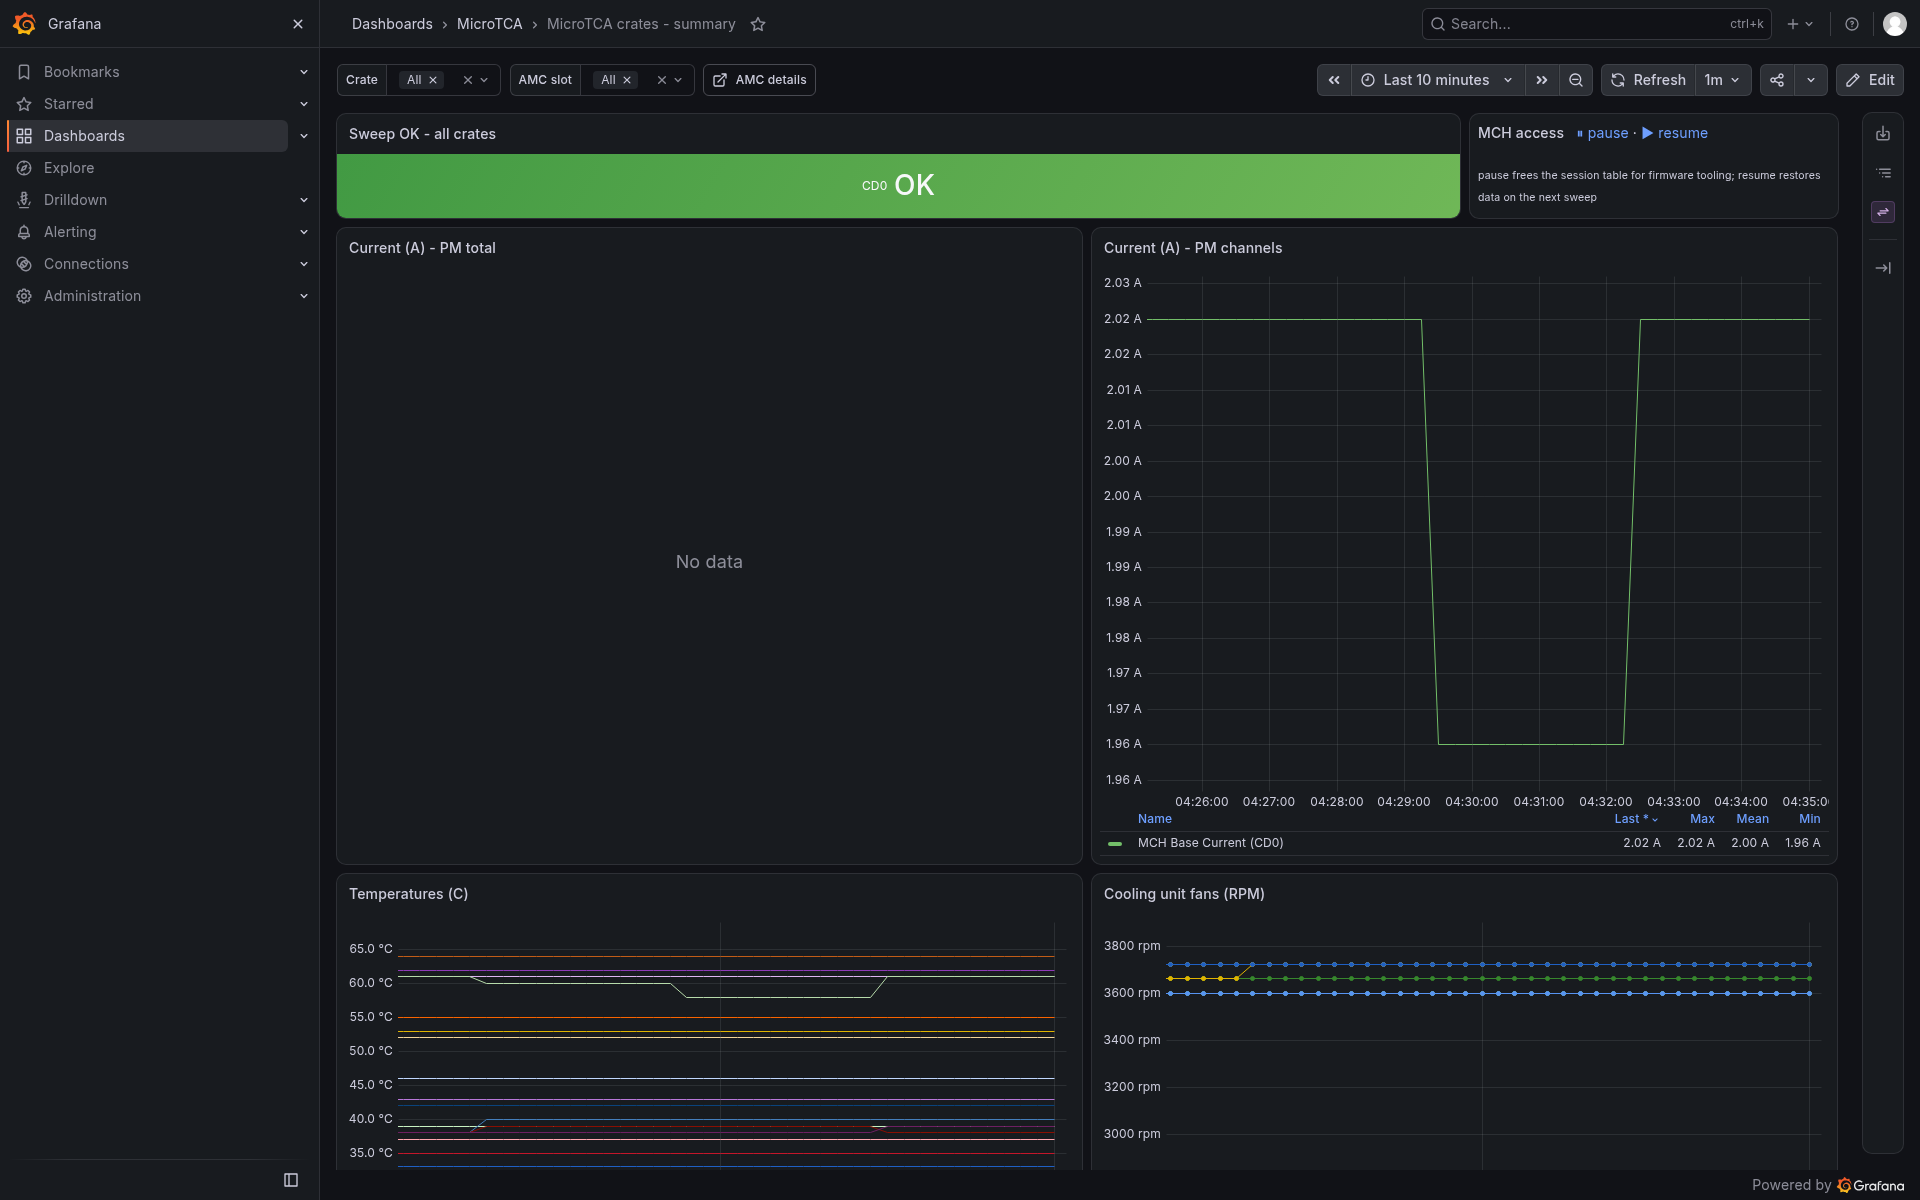 Grafana
Dashboards › MicroTCA › MicroTCA crates - summary
Search... ctrl+k
Bookmarks
Starred
Dashboards
Explore
Drilldown
Alerting
Connections
Administration
Crate All AMC slot All AMC details
Last 10 minutes Refresh 1m Edit
Sweep OK - all crates
CD0 OK
MCH access pause · resume
pause frees the session table for firmware tooling; resume restores
data on the next sweep
Current (A) - PM total
No data
Current (A) - PM channels
2.03 A
2.02 A
2.02 A
2.01 A
2.01 A
2.00 A
2.00 A
1.99 A
1.99 A
1.98 A
1.98 A
1.97 A
1.97 A
1.96 A
1.96 A
04:26:00 04:27:00 04:28:00 04:29:00 04:30:00 04:31:00 04:32:00 04:33:00 04:34:00 04:35:0
Name Last * Max Mean Min
MCH Base Current (CD0) 2.02 A 2.02 A 2.00 A 1.96 A
Temperatures (C)
65.0 °C
60.0 °C
55.0 °C
50.0 °C
45.0 °C
40.0 °C
35.0 °C
Cooling unit fans (RPM)
3800 rpm
3600 rpm
3400 rpm
3200 rpm
3000 rpm
Powered by Grafana